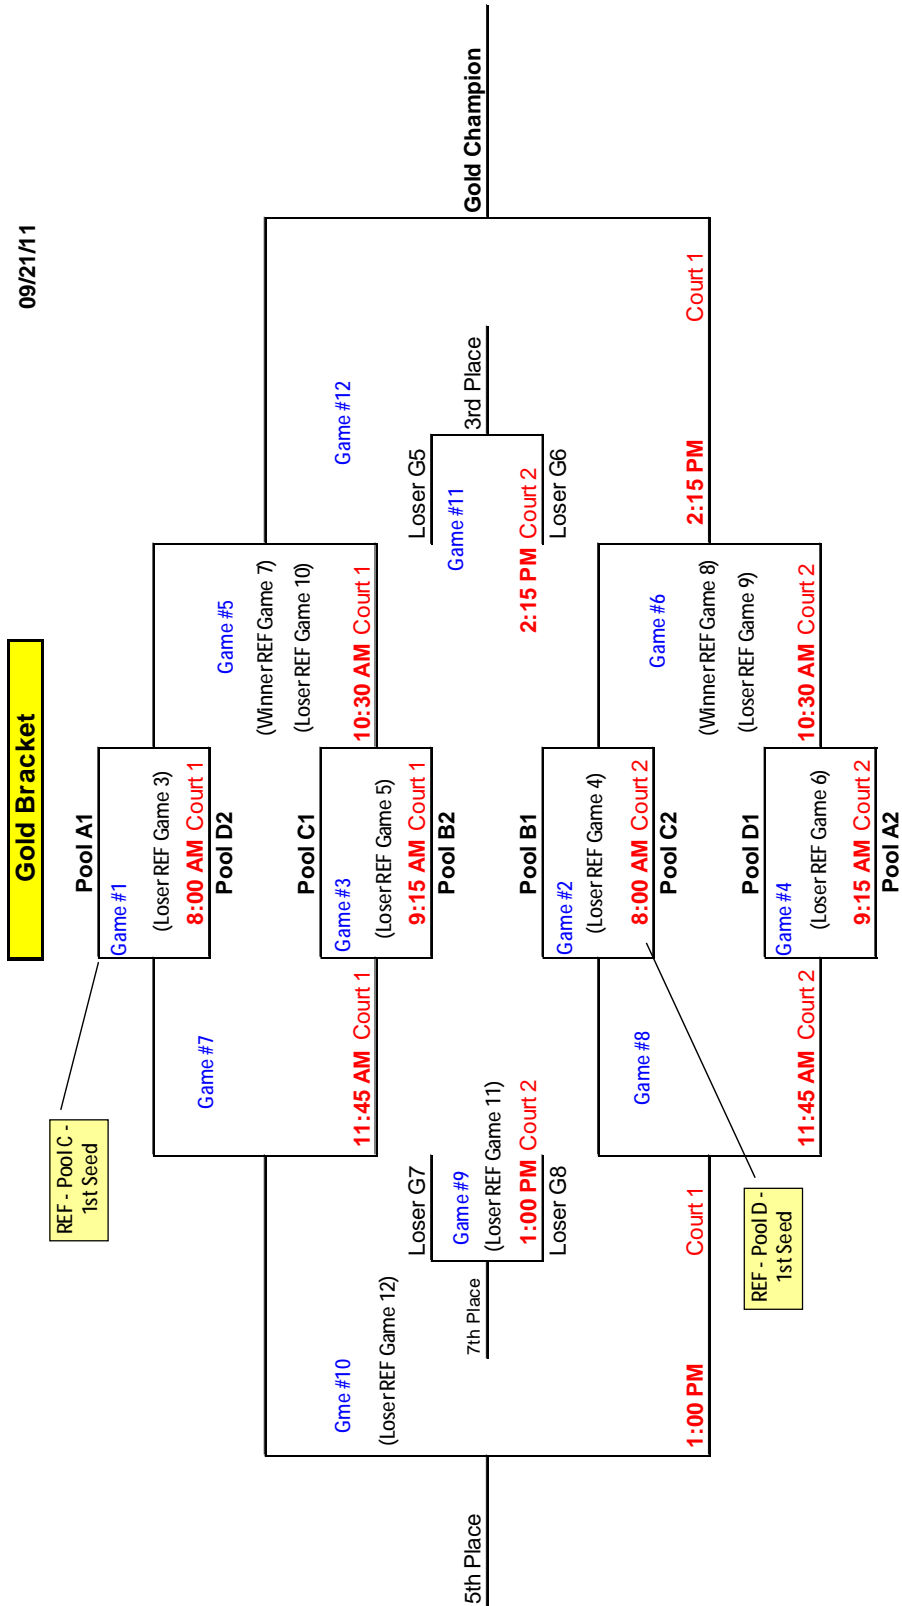 09/21/11
Gold Bracket
REF - Pool C -
1st Seed
Pool A1
Game #1
(Loser REF Game 3)
8:00 AM Court 1
Pool D2
Game #7
11:45 AM Court 1
Game #5
(Winner REF Game 7)
(Loser REF Game 10)
10:30 AM Court 1
Pool C1
Game #3
(Loser REF Game 5)
9:15 AM Court 1
Pool B2
Gme #10
(Loser REF Game 12)
Game #12
Loser G7
Game #9
(Loser REF Game 11)
1:00 PM Court 2
Loser G8
7th Place
5th Place
Loser G5
Game #11
2:15 PM Court 2
Loser G6
3rd Place
Gold Champion
Pool B1
Game #2
(Loser REF Game 4)
8:00 AM Court 2
Pool C2
Game #8
11:45 AM Court 2
Game #6
(Winner REF Game 8)
(Loser REF Game 9)
10:30 AM Court 2
1:00 PM Court 1
2:15 PM Court 1
REF - Pool D -
1st Seed
Pool D1
Game #4
(Loser REF Game 6)
9:15 AM Court 2
Pool A2